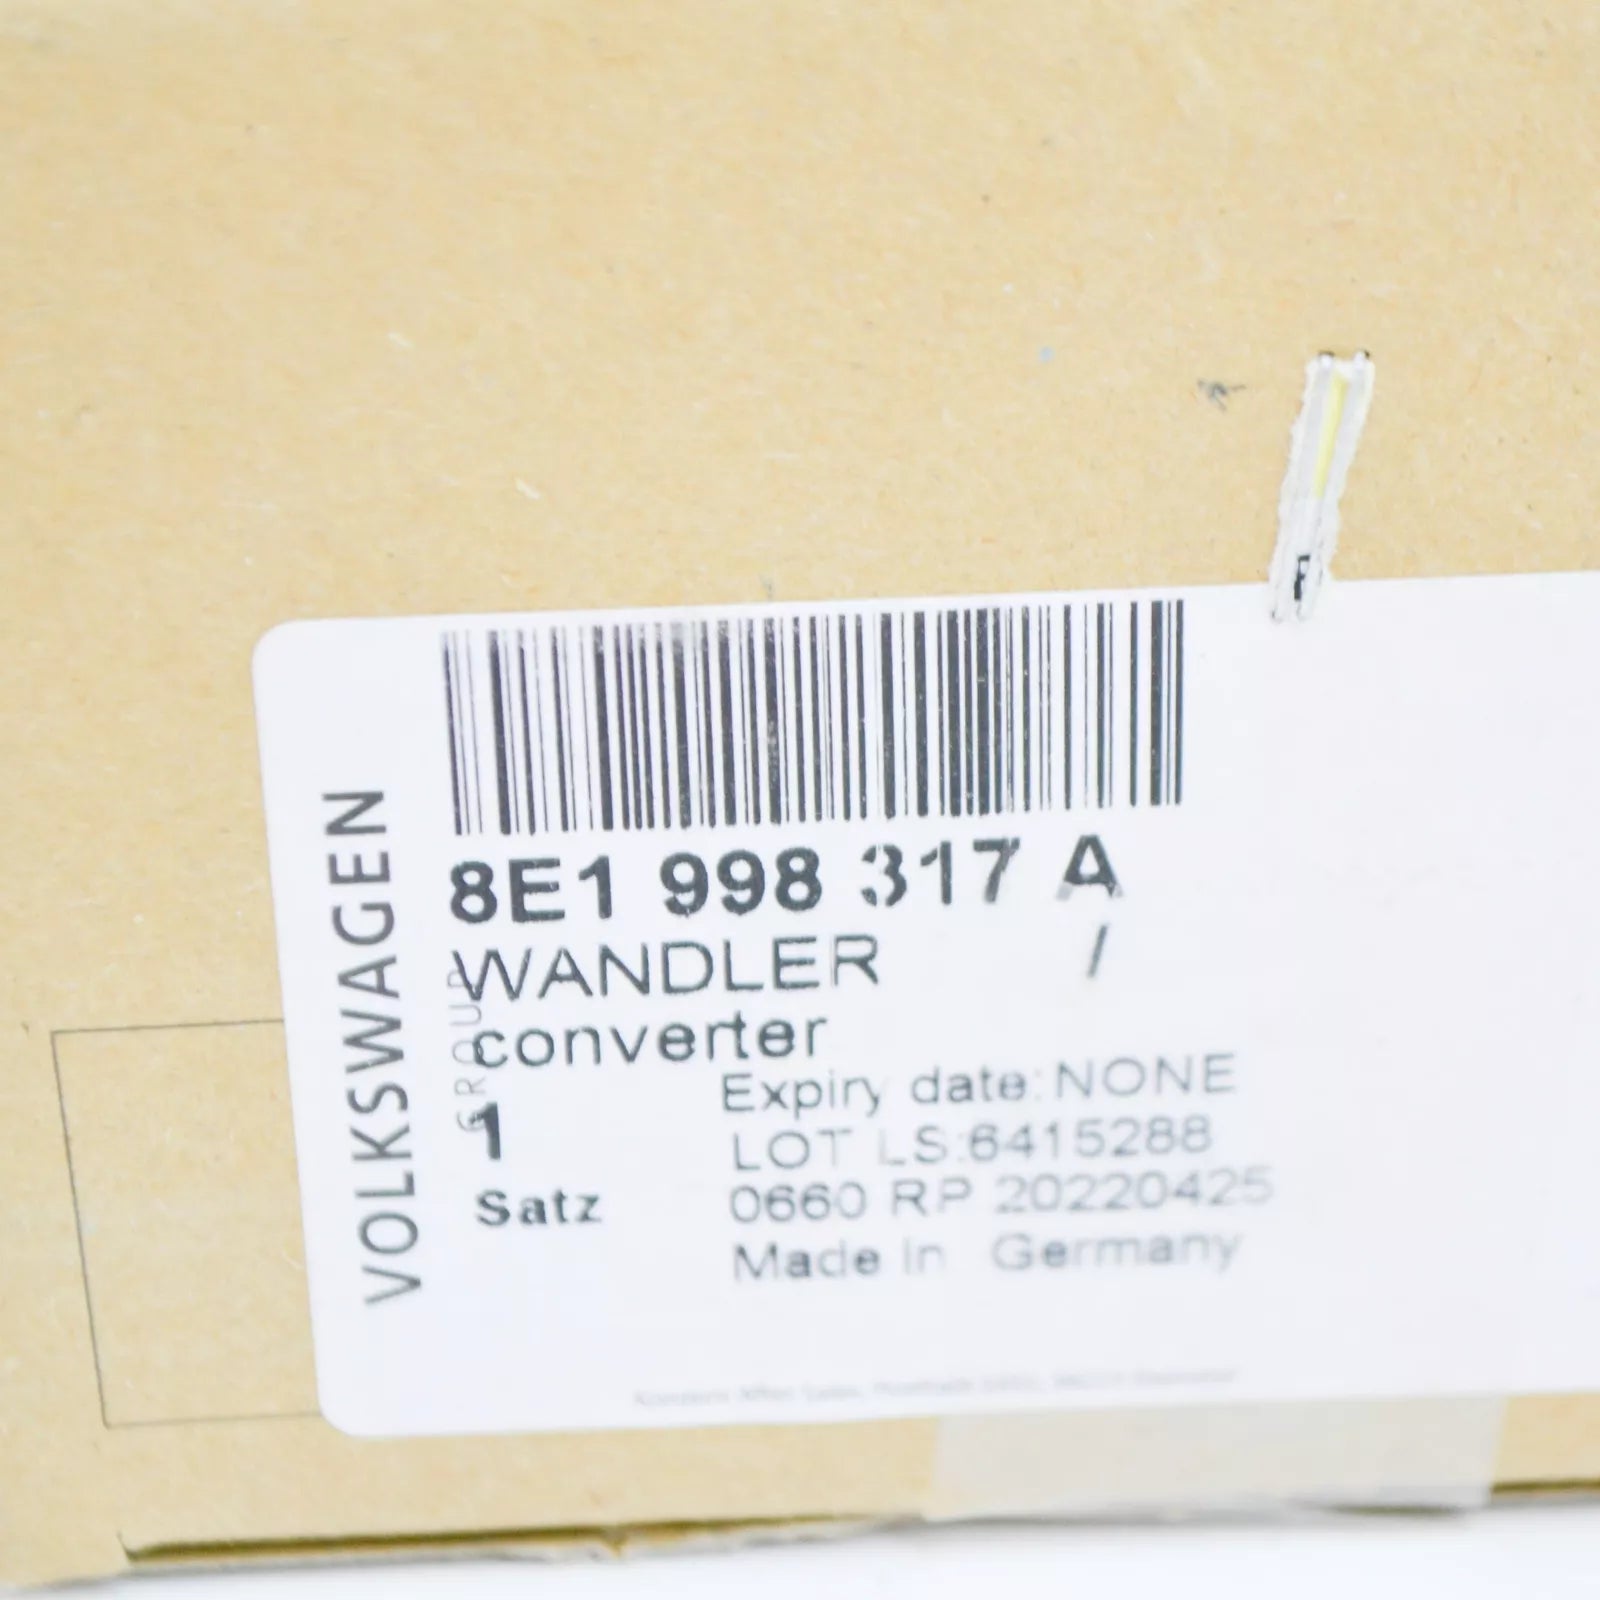 VOLKSWAGEN
GROUP
8E1 998 317 A
WANDLER /
converter
1
Satz
Expiry date:NONE
LOT LS:6415288
0660 RP 20220425
Made in Germany